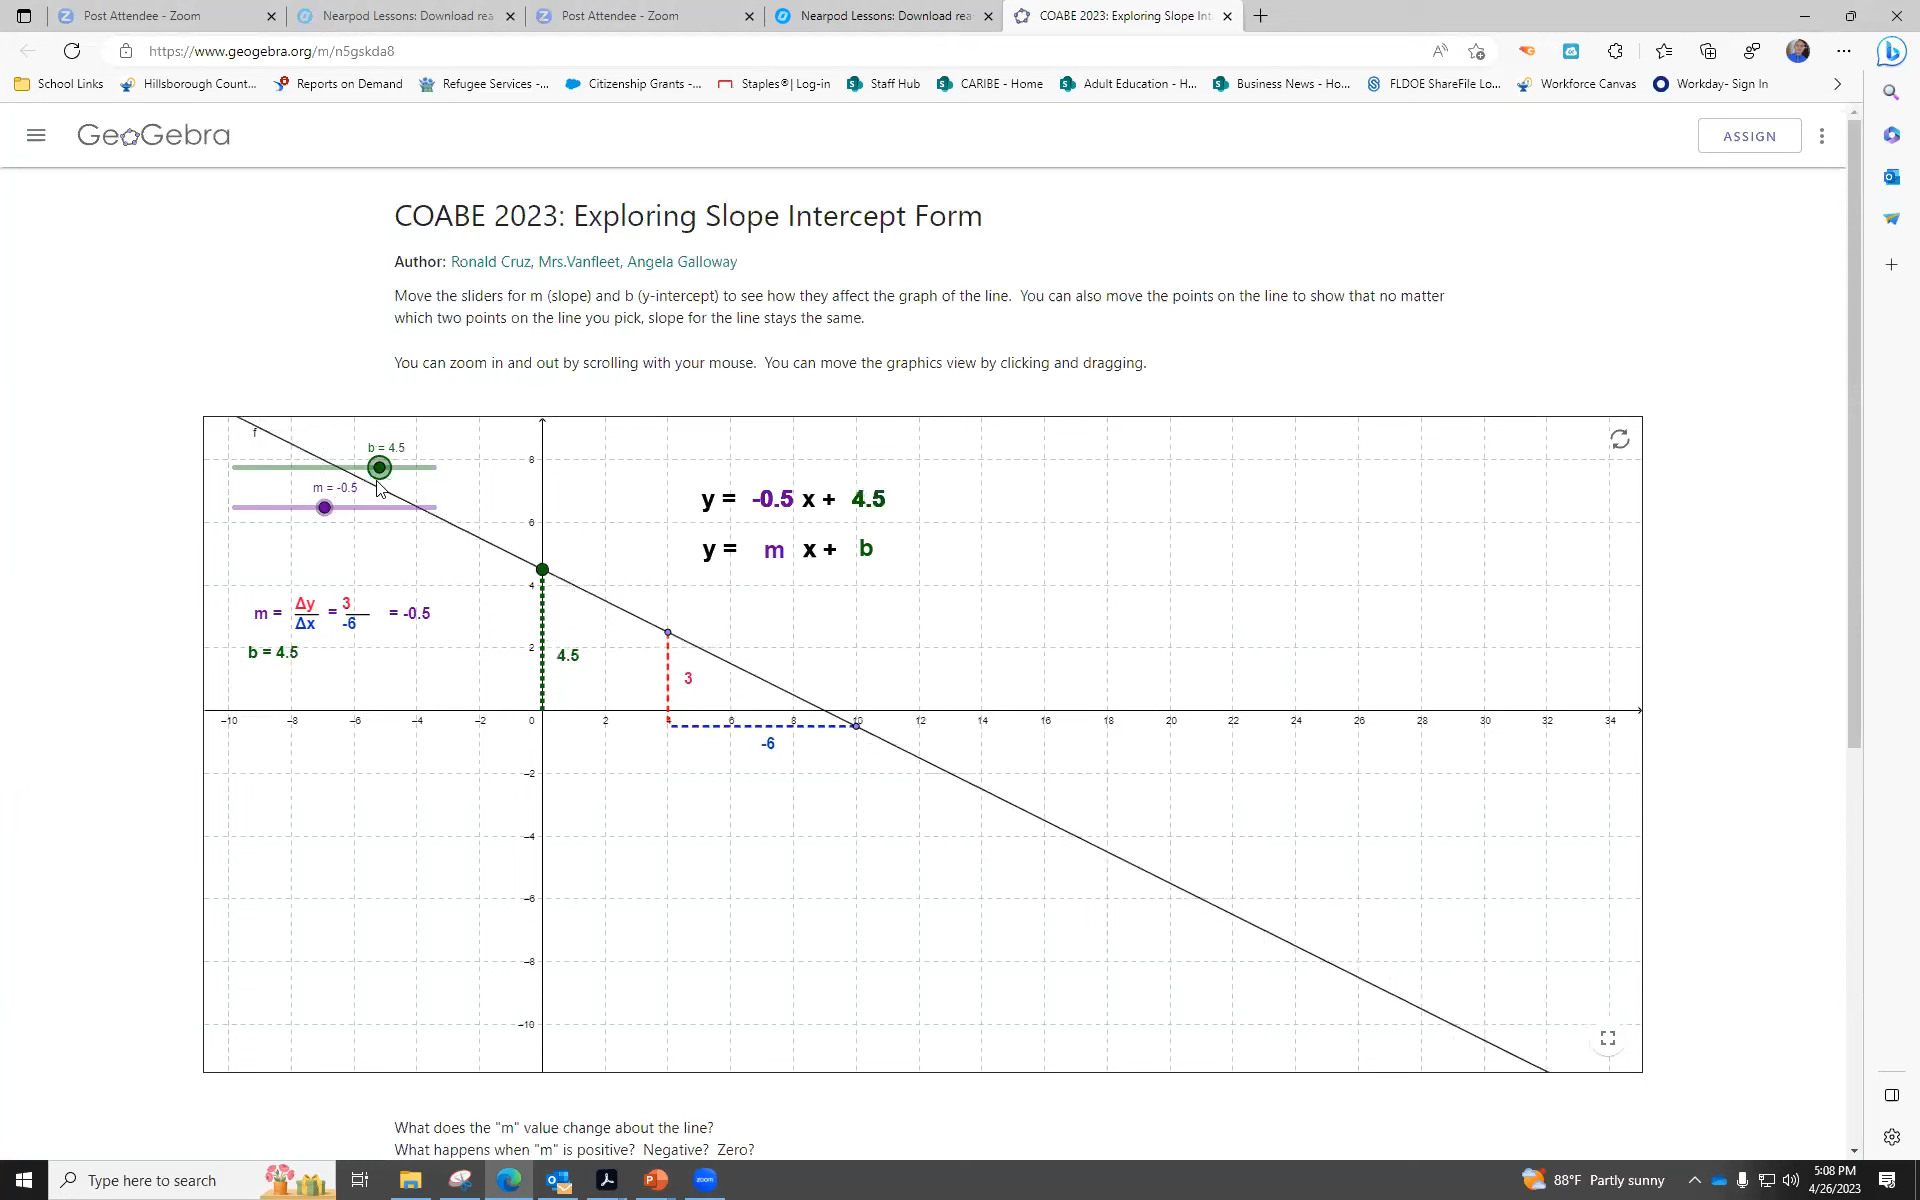 Post Attendee - Zoom
Nearpod Lessons: Download rea
Post Attendee - Zoom
Nearpod Lessons: Download rea
COABE 2023: Exploring Slope Int
https://www.geogebra.org/m/n5gskda8
School Links
Hillsborough Count...
Reports on Demand
Refugee Services -...
Citizenship Grants -...
Staples® | Log-in
Staff Hub
CARIBE - Home
Adult Education - H...
Business News - Ho...
FLDOE ShareFile Lo...
Workforce Canvas
Workday- Sign In
GeoGebra
ASSIGN
COABE 2023: Exploring Slope Intercept Form
Author: Ronald Cruz, Mrs.Vanfleet, Angela Galloway
Move the sliders for m (slope) and b (y-intercept) to see how they affect the graph of the line. You can also move the points on the line to show that no matter
which two points on the line you pick, slope for the line stays the same.
You can zoom in and out by scrolling with your mouse. You can move the graphics view by clicking and dragging.
f
b = 4.5
m = -0.5
y = -0.5 x + 4.5
y = m x + b
m = Δy/Δx = 3/-6 = -0.5
b = 4.5
4.5
3
-6
8
6
4
2
-2
-4
-6
-8
-10
-10 -8 -6 -4 -2 0 2 4 6 8 10 12 14 16 18 20 22 24 26 28 30 32 34
What does the "m" value change about the line?
What happens when "m" is positive? Negative? Zero?
Type here to search
zoom
88°F Partly sunny
5:08 PM
4/26/2023